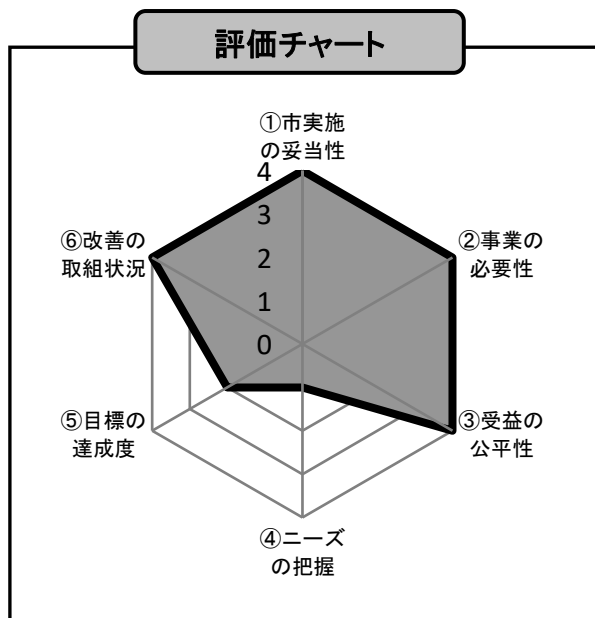 評価チャート
①市実施
の妥当性
4
3
2
1
0
②事業の
必要性
③受益の
公平性
④ニーズ
の把握
⑤目標の
達成度
⑥改善の
取組状況